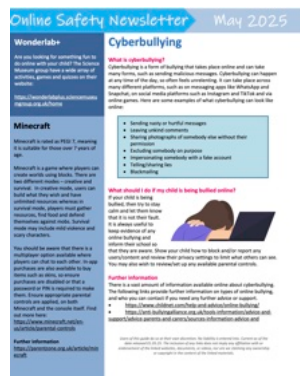 Online Safety Newsletter
May 2025
Wonderlab+
Are you looking for something fun to
do online with your child? The Science
Museum group have a wide array of
activities, games and quizzes on their
website:
Minecraft
Minecraft is rated as PEGI 7, meaning
it is suitable for those over 7 years of
age.
Minecraft is a game where players can
create worlds using blocks. There are
two different modes – creative and
survival. In creative mode, users can
build what they wish and have
unlimited resources whereas in
survival mode, players must gather
resources, find food and defend
themselves against mobs. Survival
mode may include mild violence and
scary characters.
You should be aware that there is a
multiplayer option available where
players can chat to each other. In-app
purchases are also available to buy
items such as skins, so ensure
purchases are disabled or that a
password or PIN is required to make
them. Ensure appropriate parental
controls are applied, on both
Minecraft and the console itself. Find
out more here:
https://www.minecraft.net/en-
us/article/parental-controls
Further information
Cyberbullying
What is cyberbullying?
Cyberbullying is a form of bullying that takes place online and can take
many forms, such as sending malicious messages. Cyberbullying can happen
at any time of the day, so often feels unrelenting. It can take across
many different platforms, such as on messaging apps like WhatsApp and
Snapchat, on social media platforms such as Instagram and TikTok and via
online games. Here are some examples of what cyberbullying can look like
online:
• Sending nasty or hurtful messages
• Leaving unkind comments
• Sharing photographs of somebody else without their
permission
• Excluding somebody on purpose
• Impersonating somebody with a fake account
• Telling/sharing lies
• Blackmailing
What should I do if my child is being bullied online?
If your child is being
bullied, then try to stay
calm and let them know
that it is not their fault.
It is always useful to
keep evidence of any
online bullying and
inform their school so
that they are aware. Show your child how to block and/or report any
users/content and review their privacy settings to limit what others can see.
You may also wish to review/set up any available parental controls.
Further information
There is a vast amount of information available online about cyberbullying.
The following links provide further information on types of online bullying,
and who you can contact if you need any further advice or support.
• https://www.childnet.com/help-and-advice/online-bullying/
• https://anti-bullyingalliance.org.uk/tools-information/advice-and-
support/advice-parents-and-carers/sources-information-advice-and